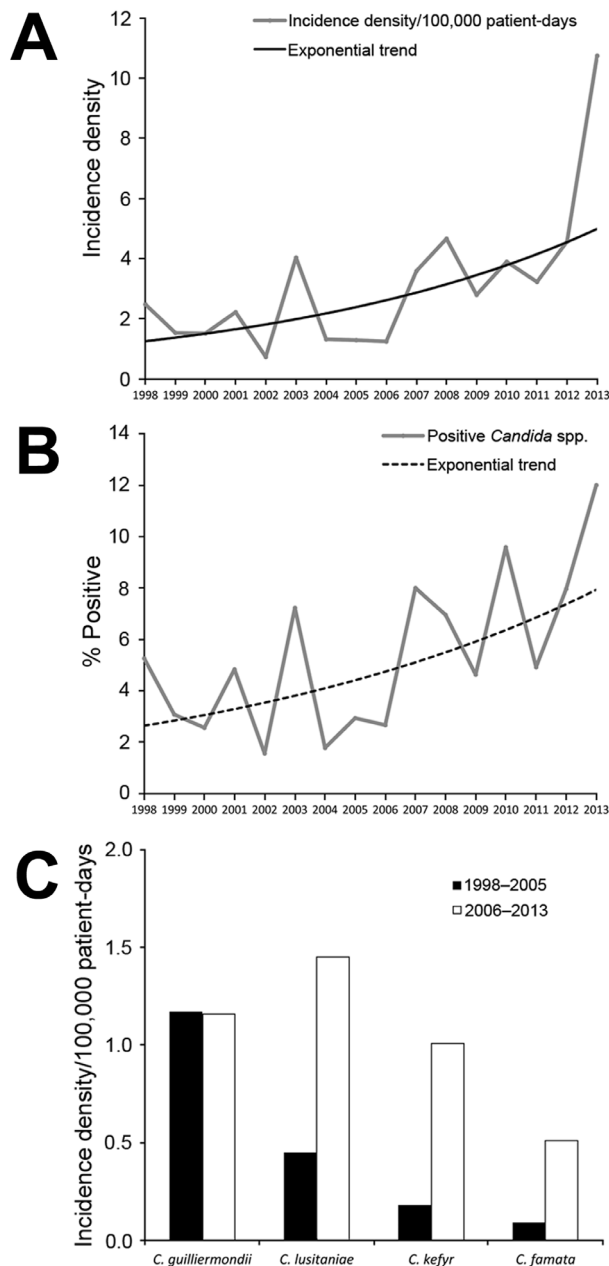 A
Incidence density/100,000 patient-days
Exponential trend
Incidence density
12
10
8
6
4
2
0
1998 1999 2000 2001 2002 2003 2004 2005 2006 2007 2008 2009 2010 2011 2012 2013
B
Positive Candida spp.
Exponential trend
% Positive
14
12
10
8
6
4
2
0
1998 1999 2000 2001 2002 2003 2004 2005 2006 2007 2008 2009 2010 2011 2012 2013
C
1998–2005
2006–2013
Incidence density/100,000 patient-days
2.0
1.5
1.0
0.5
0.0
C. guilliermondii C. lusitaniae C. kefyr C. famata